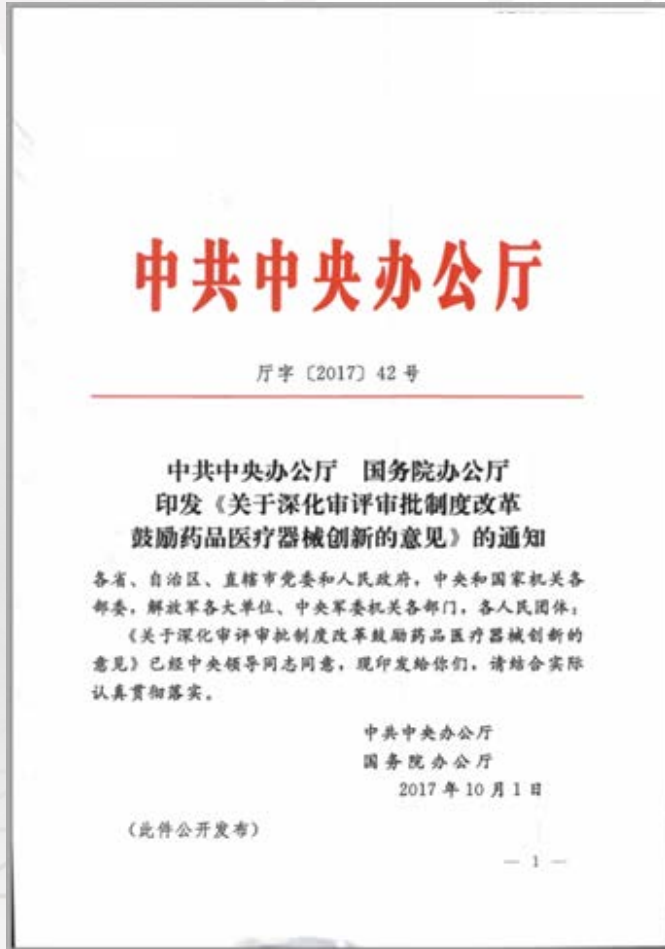 中共中央办公厅
厅字〔2017〕42号
中共中央办公厅 国务院办公厅
印发《关于深化审评审批制度改革
鼓励药品医疗器械创新的意见》的通知
各省、自治区、直辖市党委和人民政府，中央和国家机关各
部委，解放军各大单位、中央军委机关各部门，各人民团体：
《关于深化审评审批制度改革鼓励药品医疗器械创新的
意见》已经中央领导同志同意，现印发给你们，请结合实际
认真贯彻落实。
中共中央办公厅
国务院办公厅
2017年10月1日
（此件公开发布）
— 1 —